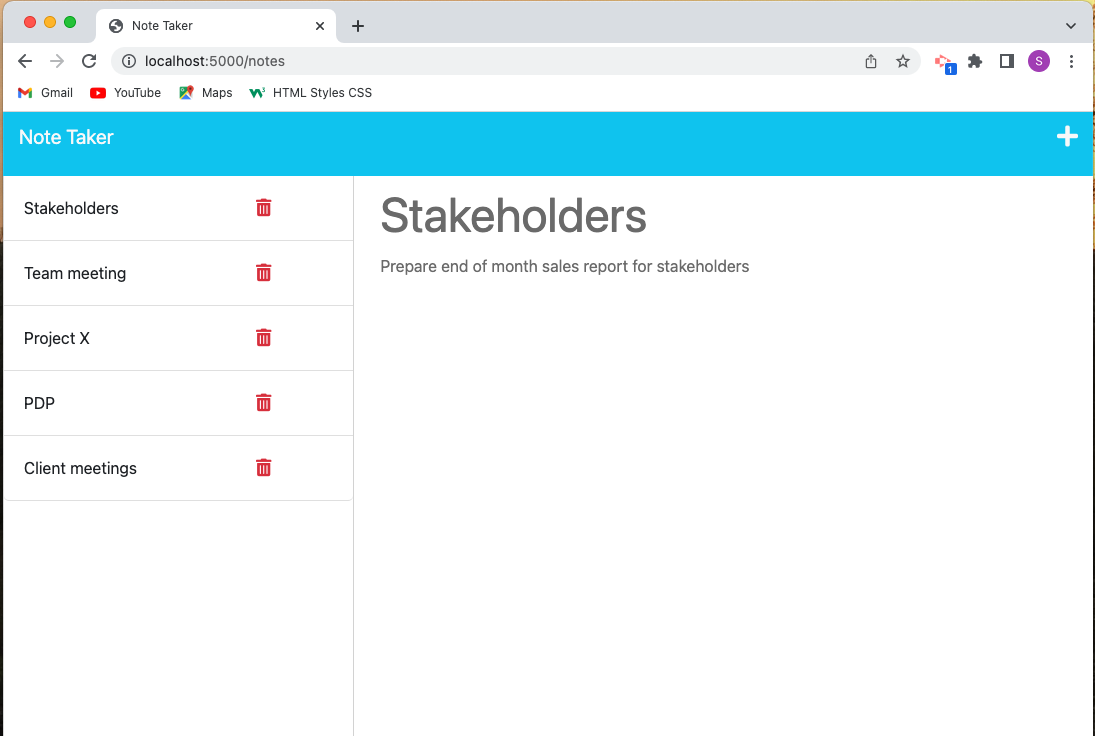 Note Taker
localhost:5000/notes
S
1
Gmail YouTube Maps HTML Styles CSS
Note Taker
Stakeholders
Team meeting
Project X
PDP
Client meetings
Stakeholders
Prepare end of month sales report for stakeholders